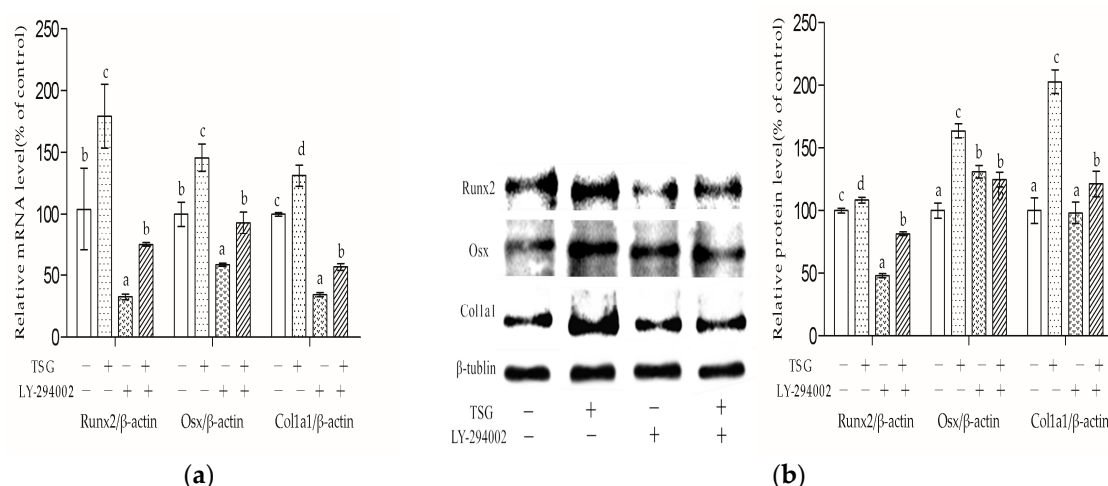 Relative mRNA level(% of control)
250
200
150
100
50
0
b
c
a
b
b
c
a
b
c
d
a
b
TSG − + − + − + − + − + − +
LY-294002 − − + + − − + + − − + +
Runx2/β-actin Osx/β-actin Col1a1/β-actin
(a)
Runx2
Osx
Col1a1
β-tublin
TSG − + − +
LY-294002 − − + +
Relative protein level(% of control)
250
200
150
100
50
0
c
d
a
b
a
c
b
b
a
c
a
b
TSG − + − + − + − + − + − +
LY-294002 − − + + − − + + − − + +
Runx2/β-actin Osx/β-actin Col1a1/β-actin
(b)